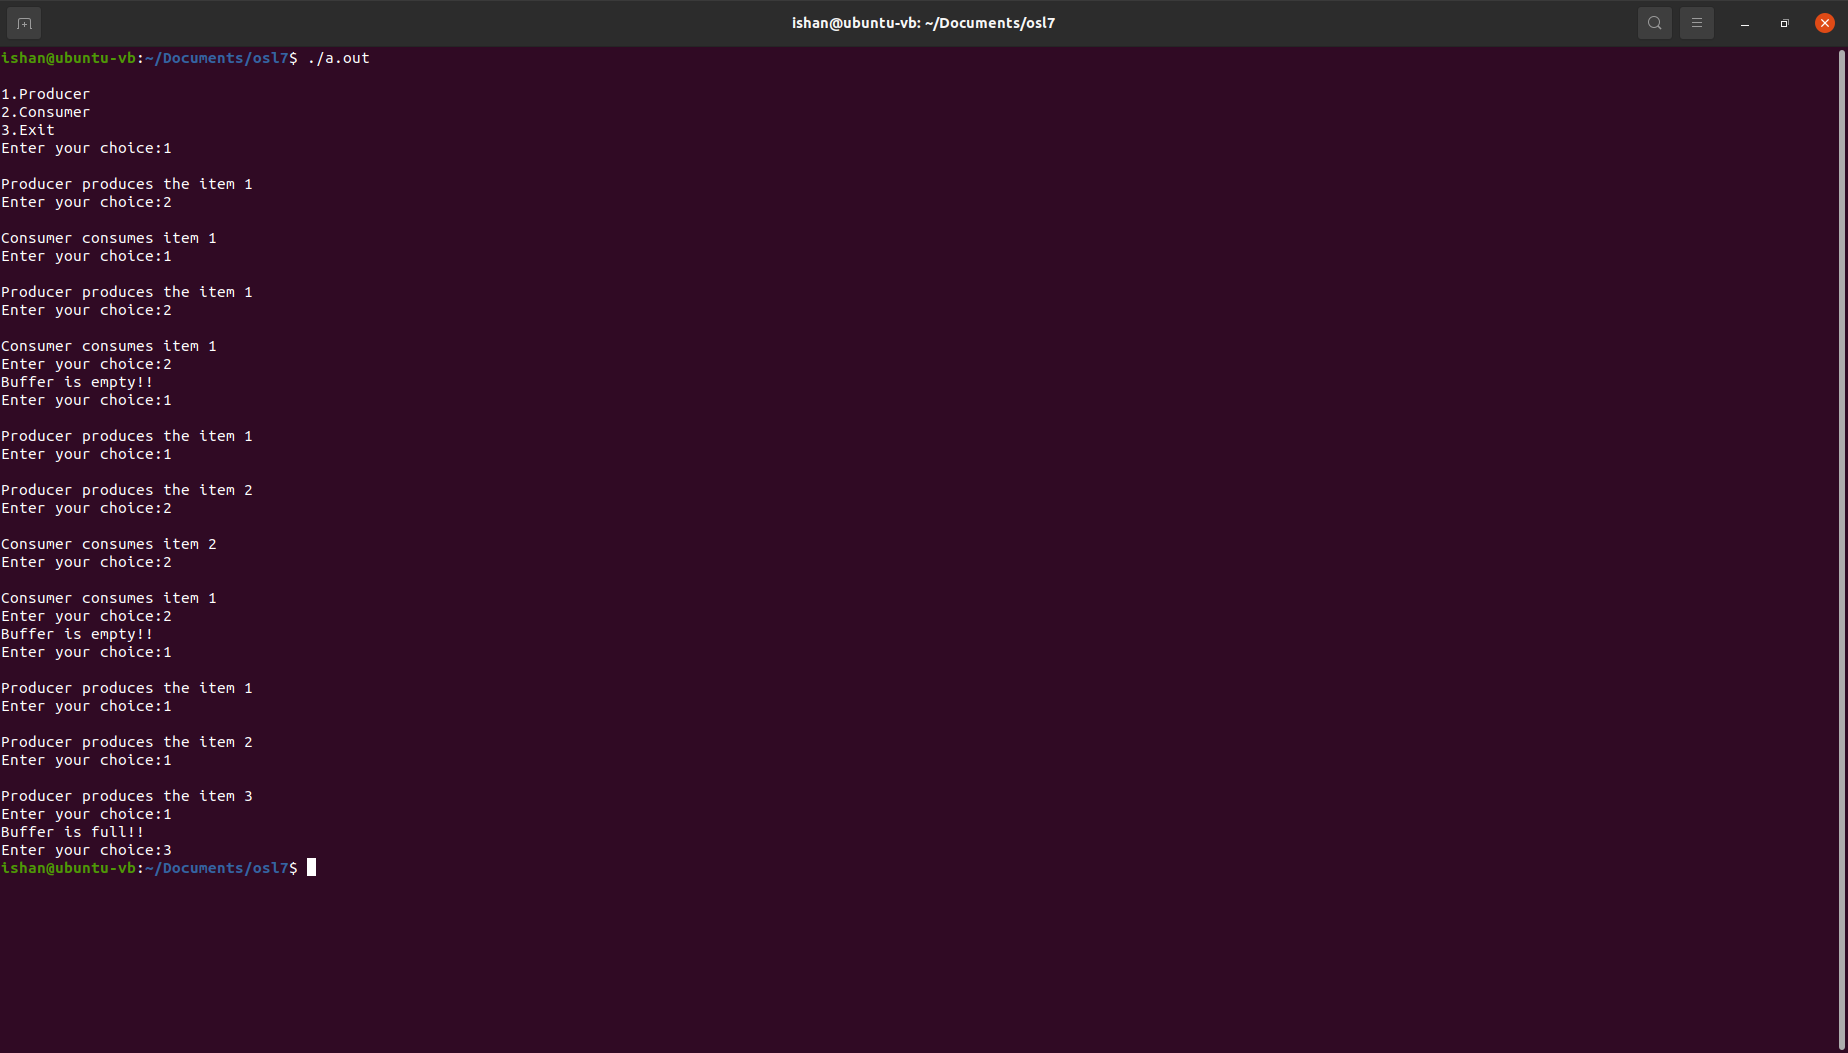 ishan@ubuntu-vb: ~/Documents/osl7
ishan@ubuntu-vb:~/Documents/osl7$ ./a.out
1.Producer
2.Consumer
3.Exit
Enter your choice:1
Producer produces the item 1
Enter your choice:2
Consumer consumes item 1
Enter your choice:1
Producer produces the item 1
Enter your choice:2
Consumer consumes item 1
Enter your choice:2
Buffer is empty!!
Enter your choice:1
Producer produces the item 1
Enter your choice:1
Producer produces the item 2
Enter your choice:2
Consumer consumes item 2
Enter your choice:2
Consumer consumes item 1
Enter your choice:2
Buffer is empty!!
Enter your choice:1
Producer produces the item 1
Enter your choice:1
Producer produces the item 2
Enter your choice:1
Producer produces the item 3
Enter your choice:1
Buffer is full!!
Enter your choice:3
ishan@ubuntu-vb:~/Documents/osl7$